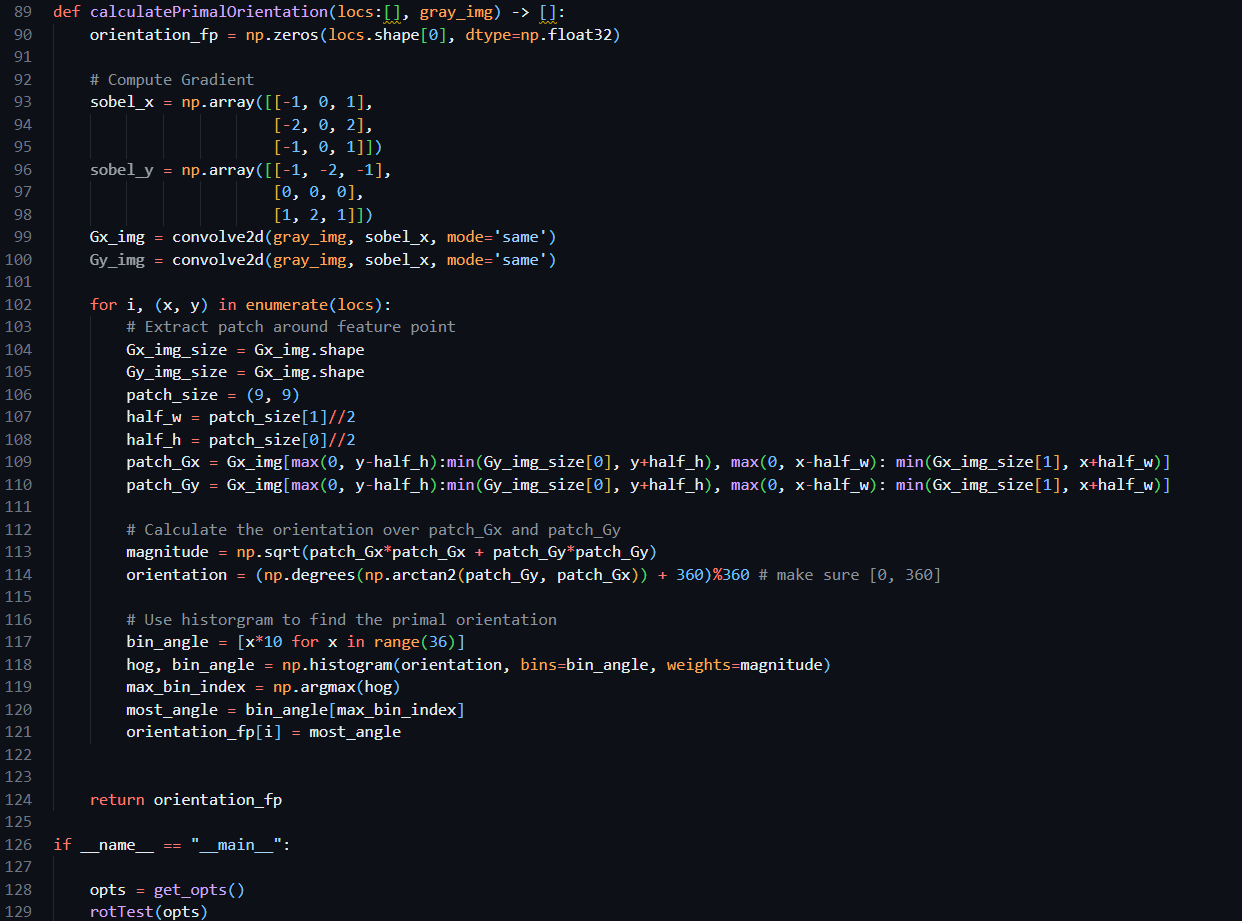 89 def calculatePrimalOrientation(locs:[], gray_img) -> []:
90     orientation_fp = np.zeros(locs.shape[0], dtype=np.float32)
91
92     # Compute Gradient
93     sobel_x = np.array([[-1, 0, 1],
94                         [-2, 0, 2],
95                         [-1, 0, 1]])
96     sobel_y = np.array([[-1, -2, -1],
97                         [0, 0, 0],
98                         [1, 2, 1]])
99     Gx_img = convolve2d(gray_img, sobel_x, mode='same')
100     Gy_img = convolve2d(gray_img, sobel_x, mode='same')
101
102     for i, (x, y) in enumerate(locs):
103         # Extract patch around feature point
104         Gx_img_size = Gx_img.shape
105         Gy_img_size = Gx_img.shape
106         patch_size = (9, 9)
107         half_w = patch_size[1]//2
108         half_h = patch_size[0]//2
109         patch_Gx = Gx_img[max(0, y-half_h):min(Gy_img_size[0], y+half_h), max(0, x-half_w): min(Gx_img_size[1], x+half_w)]
110         patch_Gy = Gx_img[max(0, y-half_h):min(Gy_img_size[0], y+half_h), max(0, x-half_w): min(Gx_img_size[1], x+half_w)]
111
112         # Calculate the orientation over patch_Gx and patch_Gy
113         magnitude = np.sqrt(patch_Gx*patch_Gx + patch_Gy*patch_Gy)
114         orientation = (np.degrees(np.arctan2(patch_Gy, patch_Gx)) + 360)%360 # make sure [0, 360]
115
116         # Use historgram to find the primal orientation
117         bin_angle = [x*10 for x in range(36)]
118         hog, bin_angle = np.histogram(orientation, bins=bin_angle, weights=magnitude)
119         max_bin_index = np.argmax(hog)
120         most_angle = bin_angle[max_bin_index]
121         orientation_fp[i] = most_angle
122
123
124     return orientation_fp
125
126 if __name__ == "__main__":
127
128     opts = get_opts()
129     rotTest(opts)